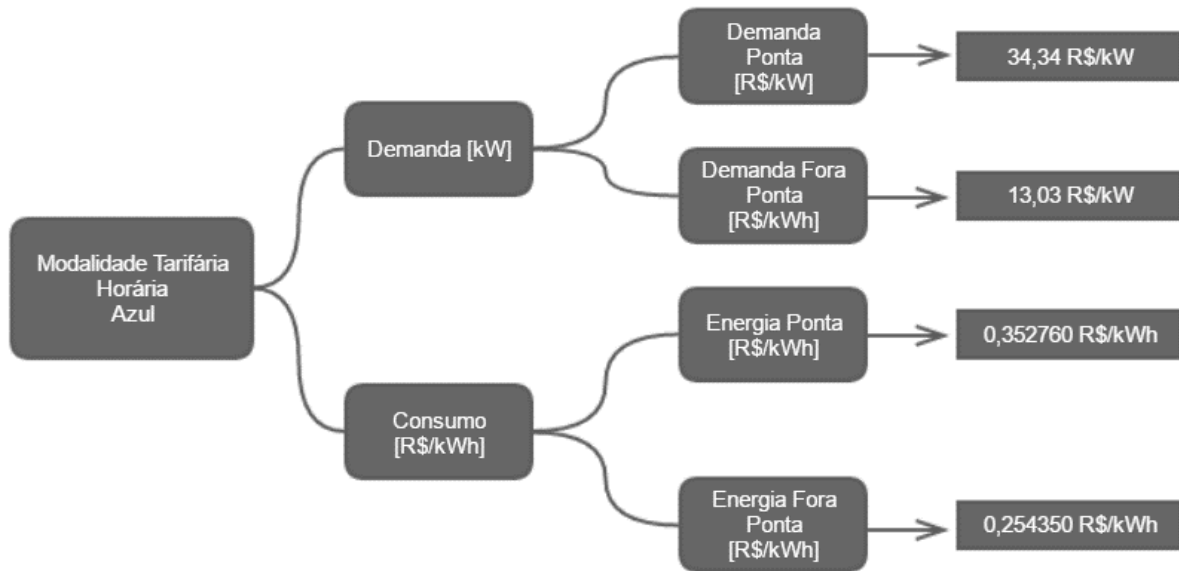 Modalidade Tarifária
Horária
Azul
Demanda [kW]
Consumo
[R$/kWh]
Demanda
Ponta
[R$/kW]
34,34 R$/kW
Demanda Fora
Ponta
[R$/kWh]
13,03 R$/kW
Energia Ponta
[R$/kWh]
0,352760 R$/kWh
Energia Fora
Ponta
[R$/kWh]
0,254350 R$/kWh